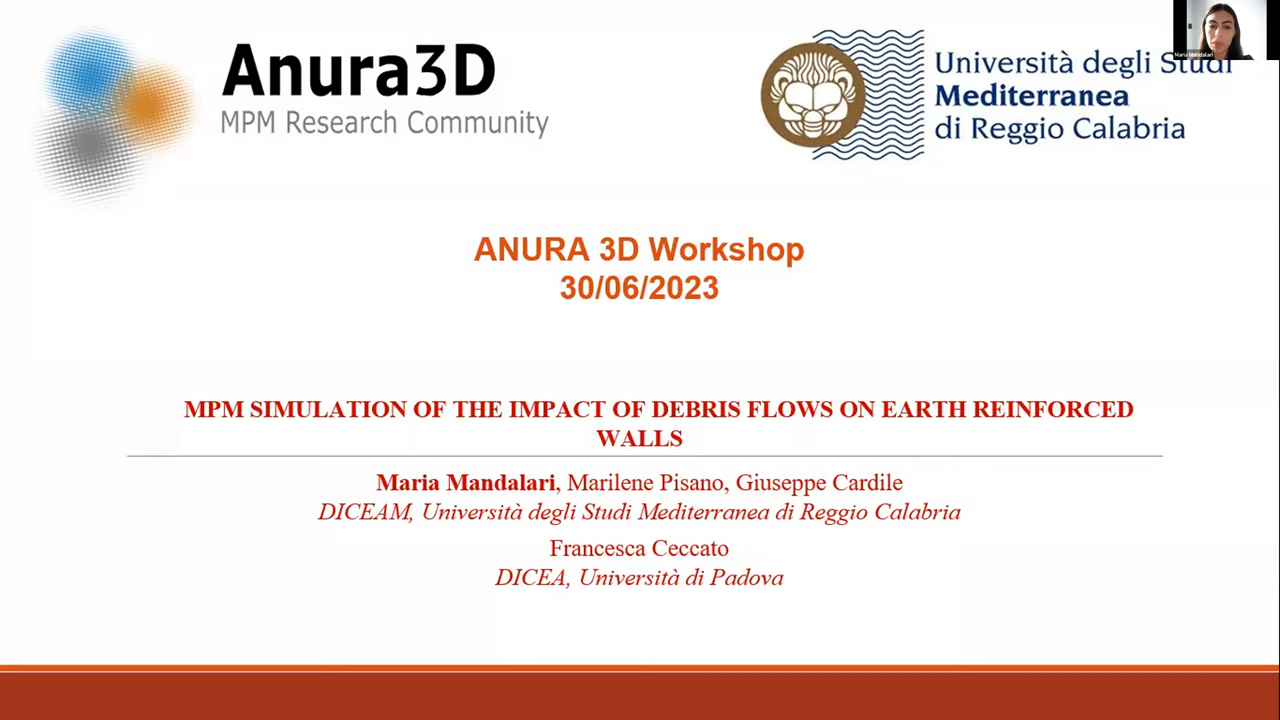 Anura3D
MPM Research Community
Università degli Studi
Mediterranea
di Reggio Calabria
Maria Mandalari
ANURA 3D Workshop
30/06/2023
MPM SIMULATION OF THE IMPACT OF DEBRIS FLOWS ON EARTH REINFORCED
WALLS
Maria Mandalari, Marilene Pisano, Giuseppe Cardile
DICEAM, Università degli Studi Mediterranea di Reggio Calabria
Francesca Ceccato
DICEA, Università di Padova